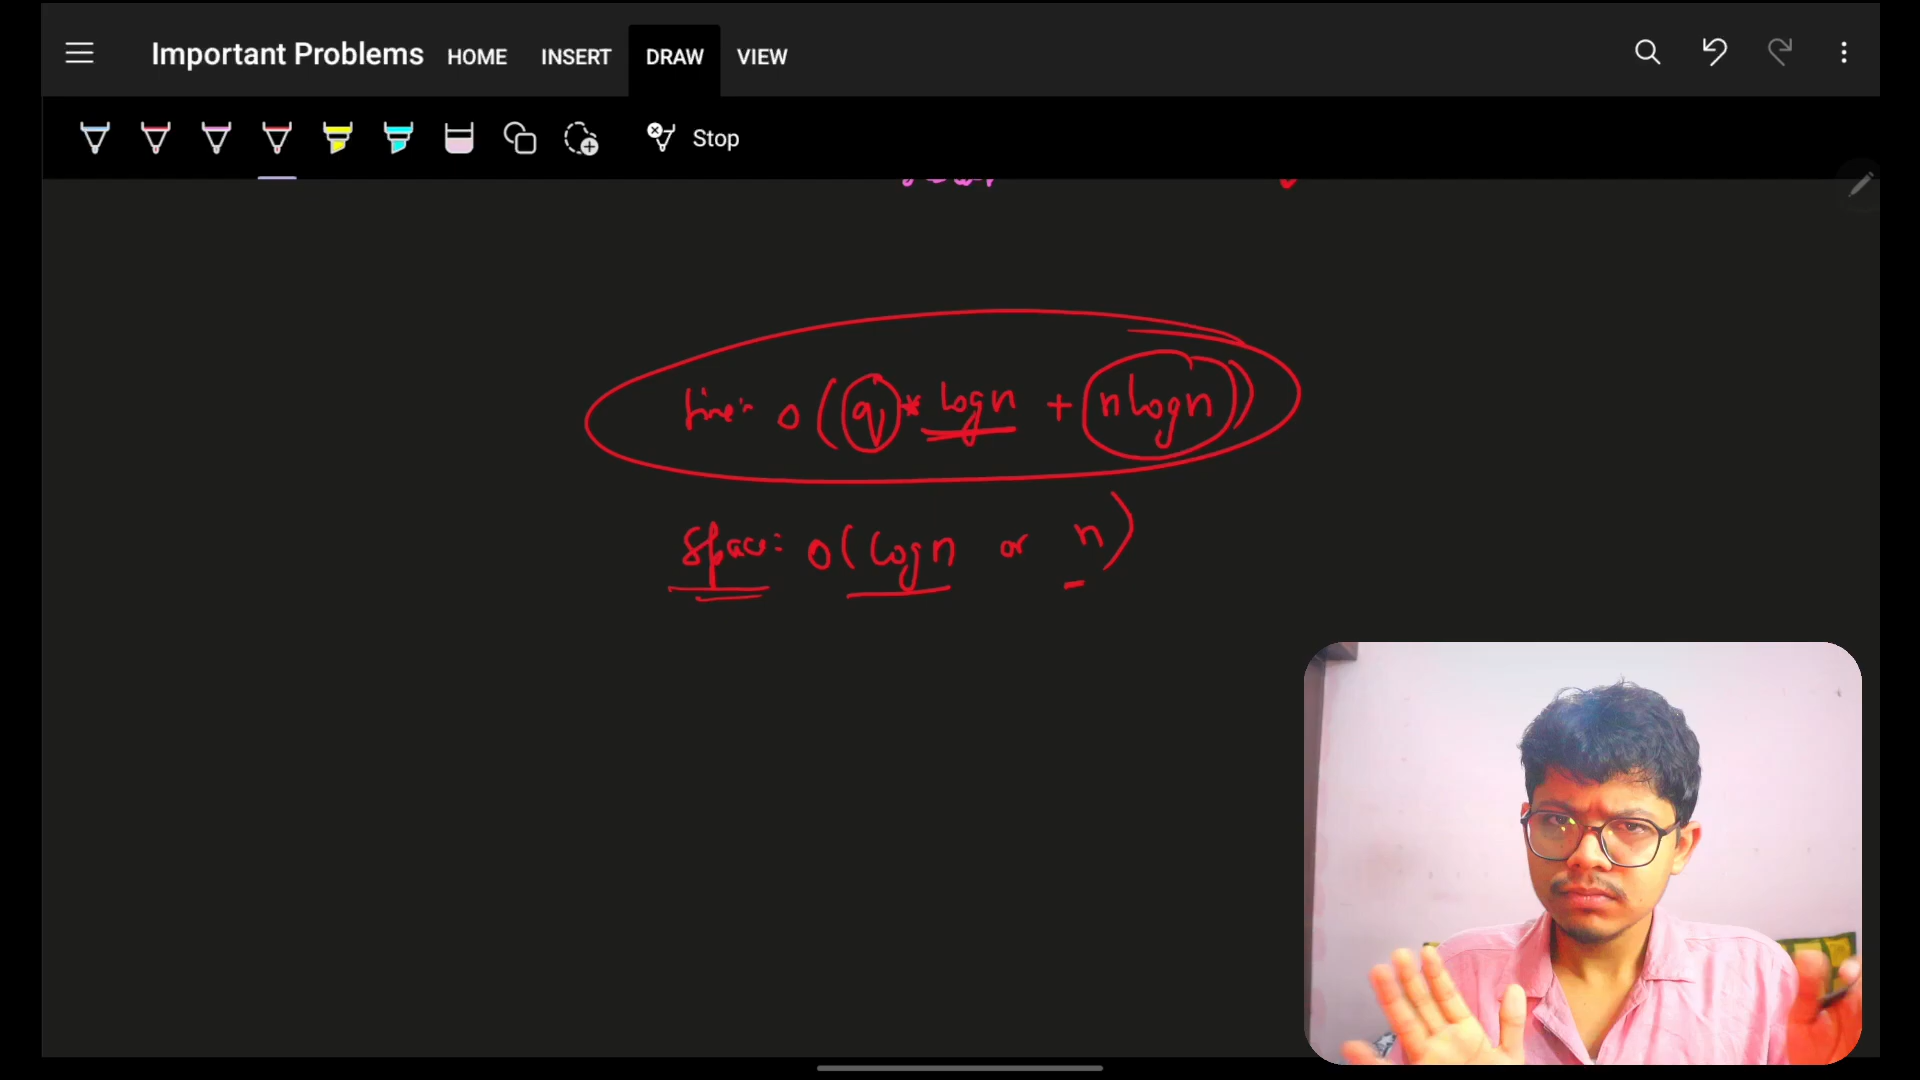 Important Problems HOME INSERT DRAW VIEW
Stop
time: O(q * logn + nlogn))
Space: O(logn or n)